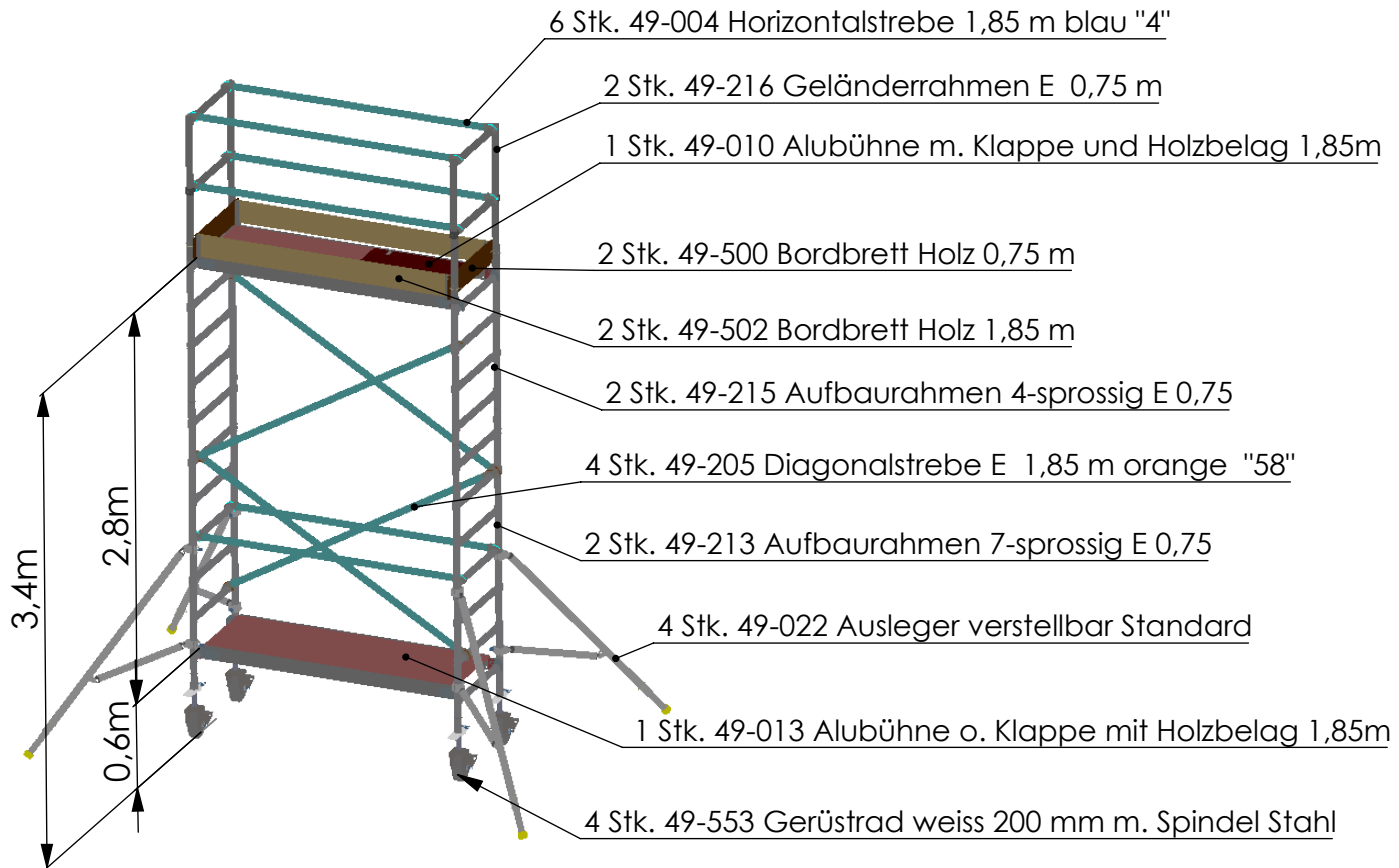 6 Stk. 49-004 Horizontalstrebe 1,85 m blau "4"
2 Stk. 49-216 Geländerrahmen E  0,75 m
1 Stk. 49-010 Alubühne m. Klappe und Holzbelag 1,85m
2 Stk. 49-500 Bordbrett Holz 0,75 m
2 Stk. 49-502 Bordbrett Holz 1,85 m
2 Stk. 49-215 Aufbaurahmen 4-sprossig E 0,75
4 Stk. 49-205 Diagonalstrebe E  1,85 m orange  "58"
2 Stk. 49-213 Aufbaurahmen 7-sprossig E 0,75
4 Stk. 49-022 Ausleger verstellbar Standard
1 Stk. 49-013 Alubühne o. Klappe mit Holzbelag 1,85m
4 Stk. 49-553 Gerüstrad weiss 200 mm m. Spindel Stahl
3,4m
2,8m
0,6m